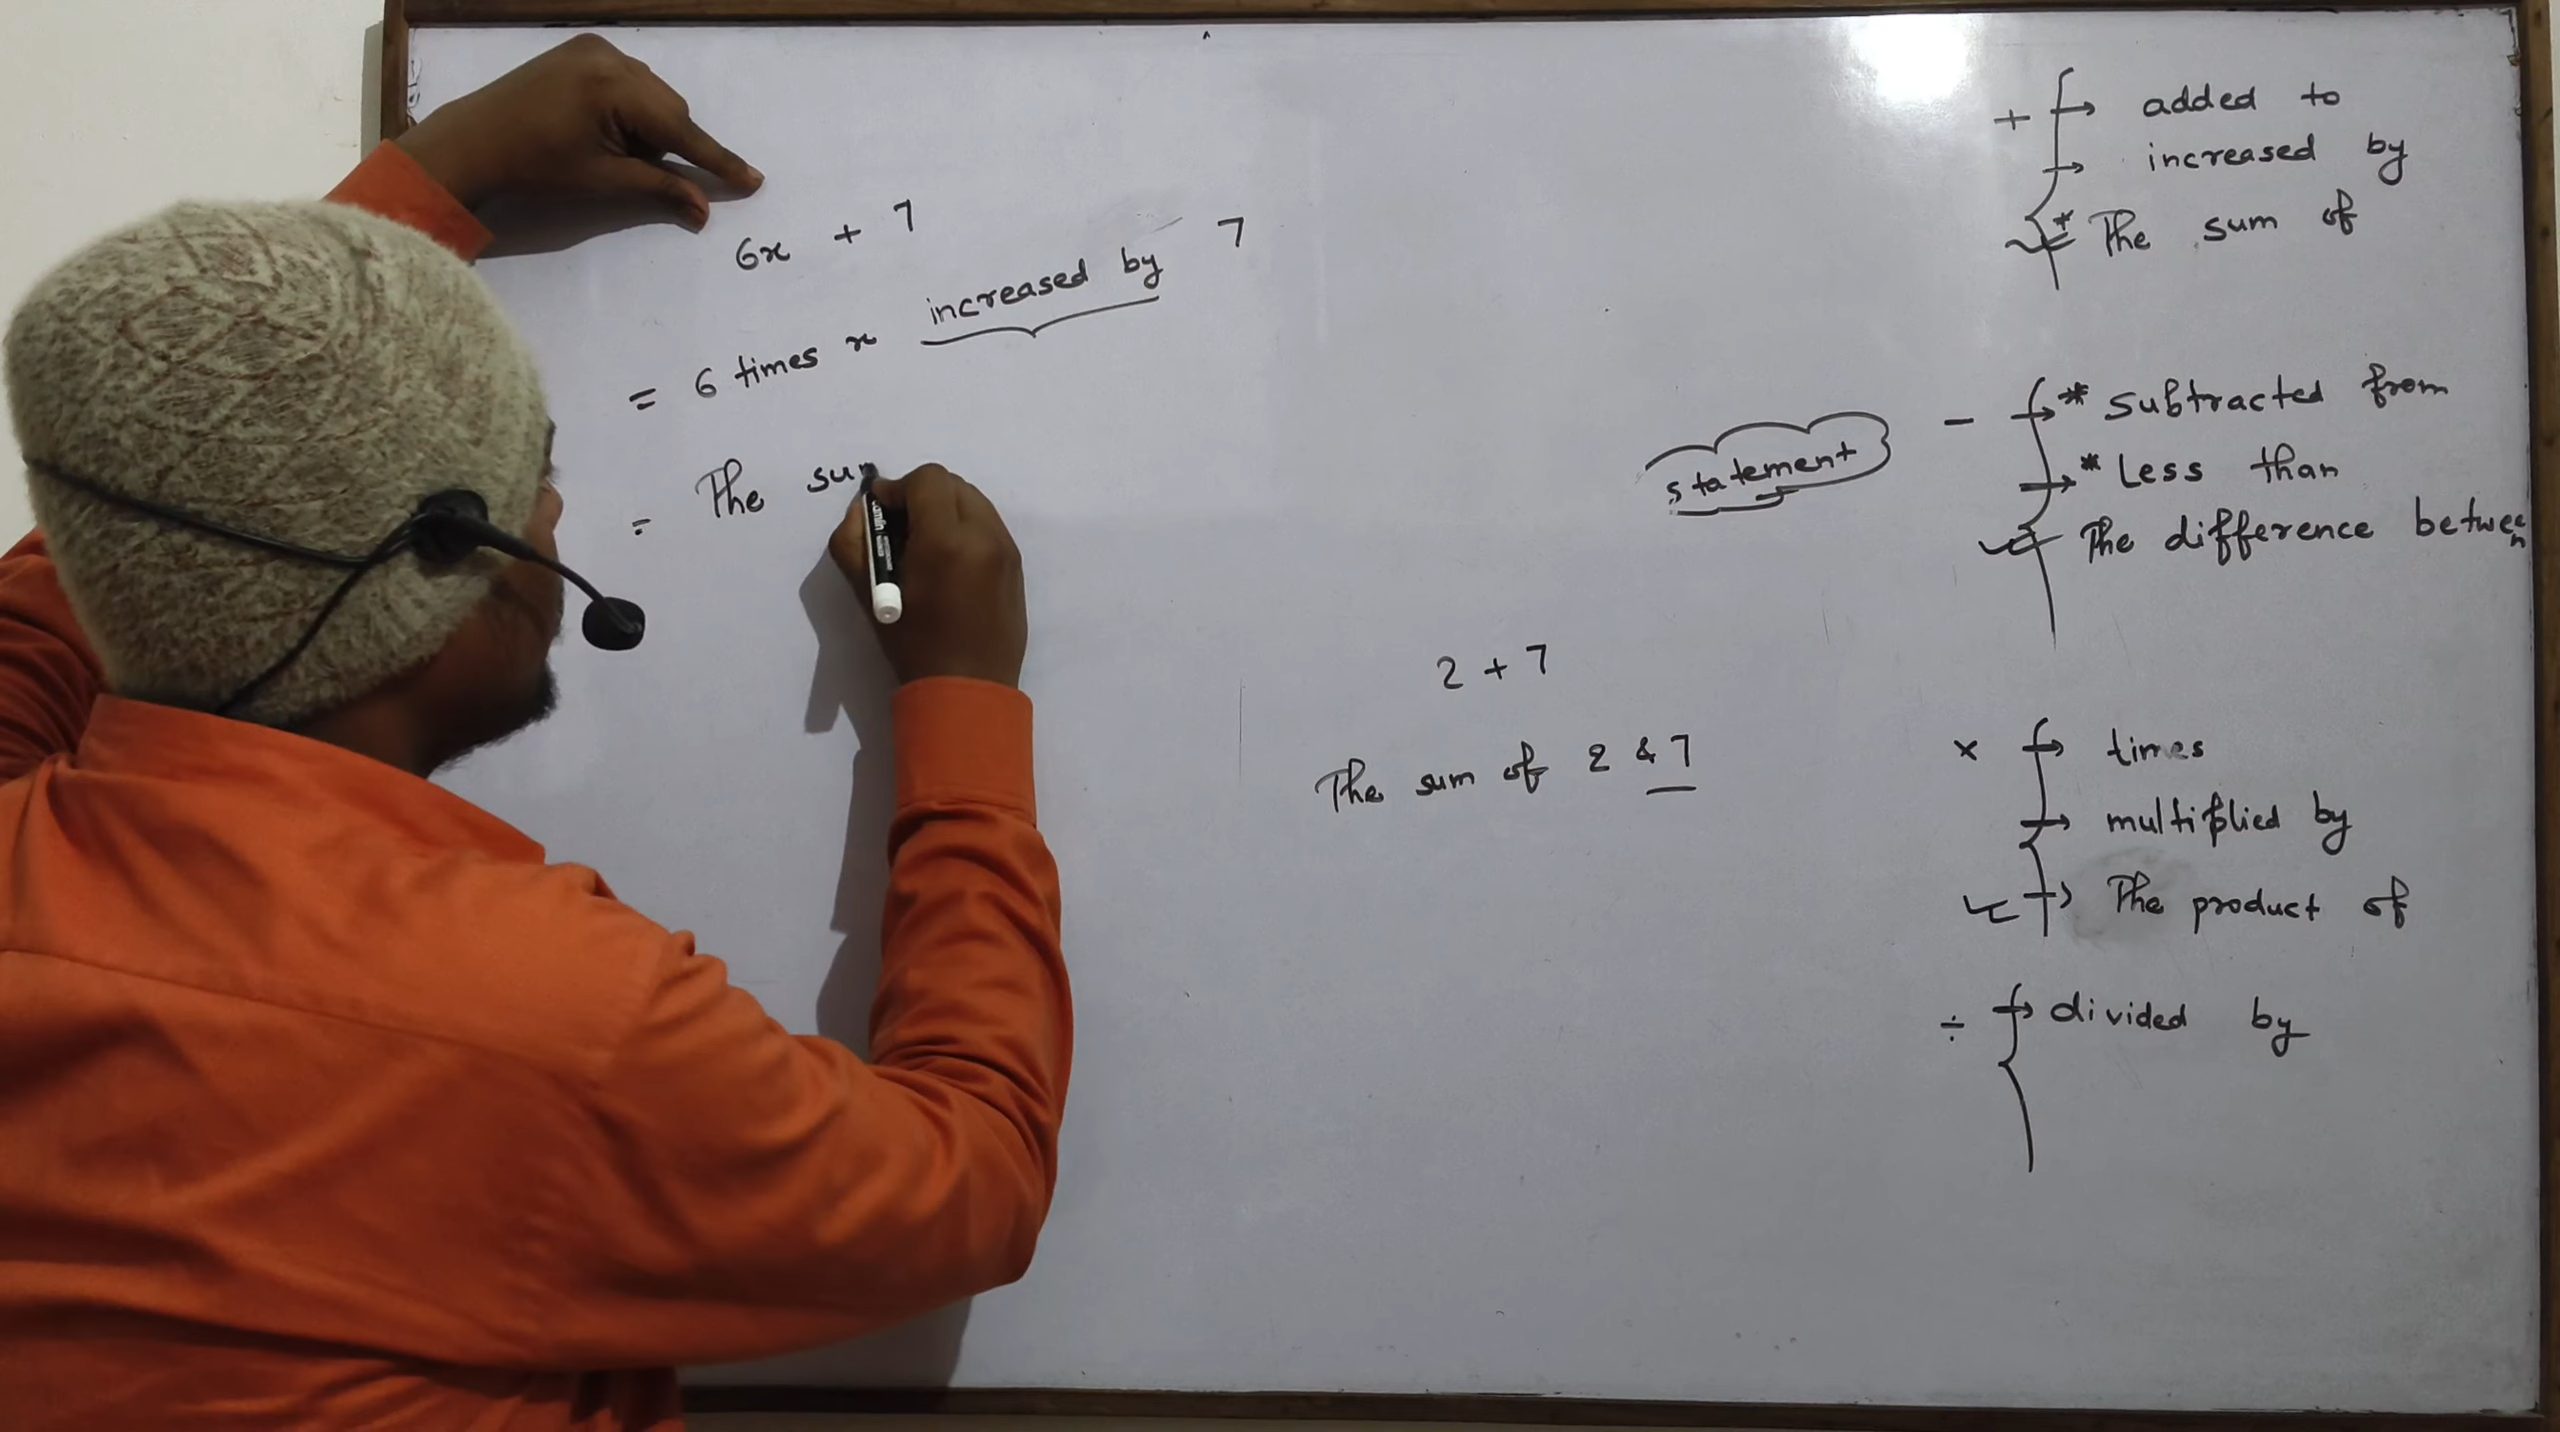 6x + 7
= 6 times x increased by 7
= The sum
statement
2 + 7
The sum of 2 & 7
+ → added to
→ increased by
* The sum of
- → * subtracted from
→ * Less than
The difference between
× → times
→ multiplied by
→ The product of
÷ → divided by